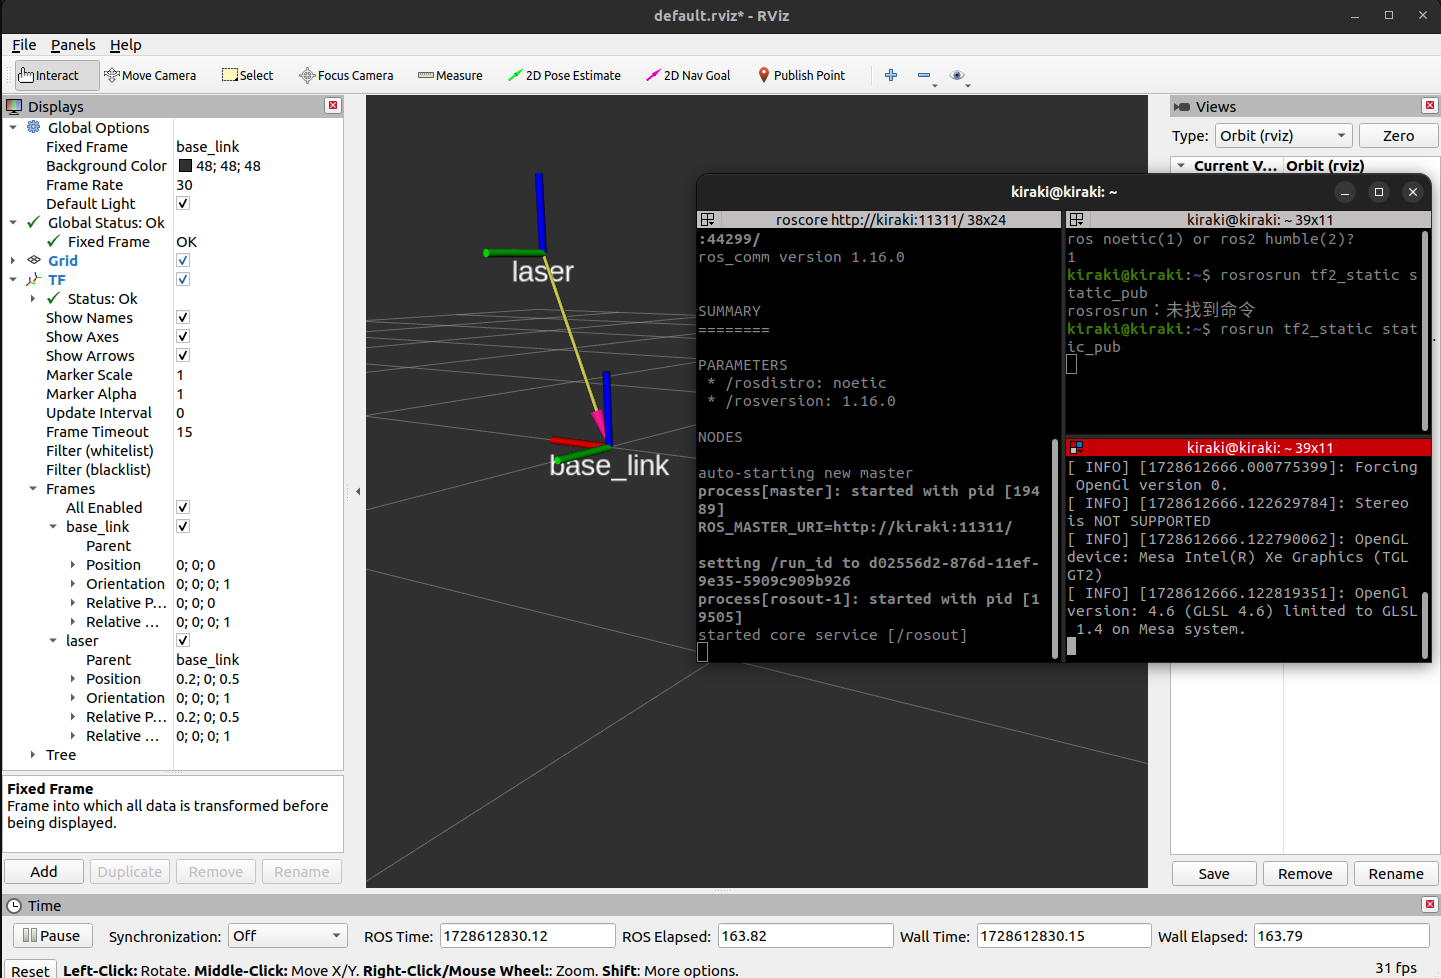 default.rviz* - RViz
File Panels Help
Interact Move Camera Select Focus Camera Measure 2D Pose Estimate 2D Nav Goal Publish Point
Displays
Global Options
Fixed Frame base_link
Background Color 48; 48; 48
Frame Rate 30
Default Light
Global Status: Ok
Fixed Frame OK
Grid
TF
Status: Ok
Show Names
Show Axes
Show Arrows
Marker Scale 1
Marker Alpha 1
Update Interval 0
Frame Timeout 15
Filter (whitelist)
Filter (blacklist)
Frames
All Enabled
base_link
Parent
Position 0; 0; 0
Orientation 0; 0; 0; 1
Relative P... 0; 0; 0
Relative ... 0; 0; 0; 1
laser
Parent base_link
Position 0.2; 0; 0.5
Orientation 0; 0; 0; 1
Relative P... 0.2; 0; 0.5
Relative ... 0; 0; 0; 1
Tree
Fixed Frame
Frame into which all data is transformed before
being displayed.
Add Duplicate Remove Rename
laser
base_link
Views
Type: Orbit (rviz) Zero
Current V... Orbit (rviz)
kiraki@kiraki: ~
roscore http://kiraki:11311/ 38x24
:44299/
ros_comm version 1.16.0
SUMMARY
========
PARAMETERS
* /rosdistro: noetic
* /rosversion: 1.16.0
NODES
auto-starting new master
process[master]: started with pid [194
89]
ROS_MASTER_URI=http://kiraki:11311/
setting /run_id to d02556d2-876d-11ef-
9e35-5909c909b926
process[rosout-1]: started with pid [1
9505]
started core service [/rosout]
kiraki@kiraki: ~ 39x11
ros noetic(1) or ros2 humble(2)?
1
kiraki@kiraki:~$ rosrosrun tf2_static s
tatic_pub
rosrosrun：未找到命令
kiraki@kiraki:~$ rosrun tf2_static stat
ic_pub
kiraki@kiraki: ~ 39x11
[ INFO] [1728612666.000775399]: Forcing
OpenGl version 0.
[ INFO] [1728612666.122629784]: Stereo
is NOT SUPPORTED
[ INFO] [1728612666.122790062]: OpenGL
device: Mesa Intel(R) Xe Graphics (TGL
GT2)
[ INFO] [1728612666.122819351]: OpenGl
version: 4.6 (GLSL 4.6) limited to GLSL
1.4 on Mesa system.
Save Remove Rename
Time
Pause Synchronization: Off ROS Time: 1728612830.12 ROS Elapsed: 163.82 Wall Time: 1728612830.15 Wall Elapsed: 163.79
Reset Left-Click: Rotate. Middle-Click: Move X/Y. Right-Click/Mouse Wheel:: Zoom. Shift: More options. 31 fps